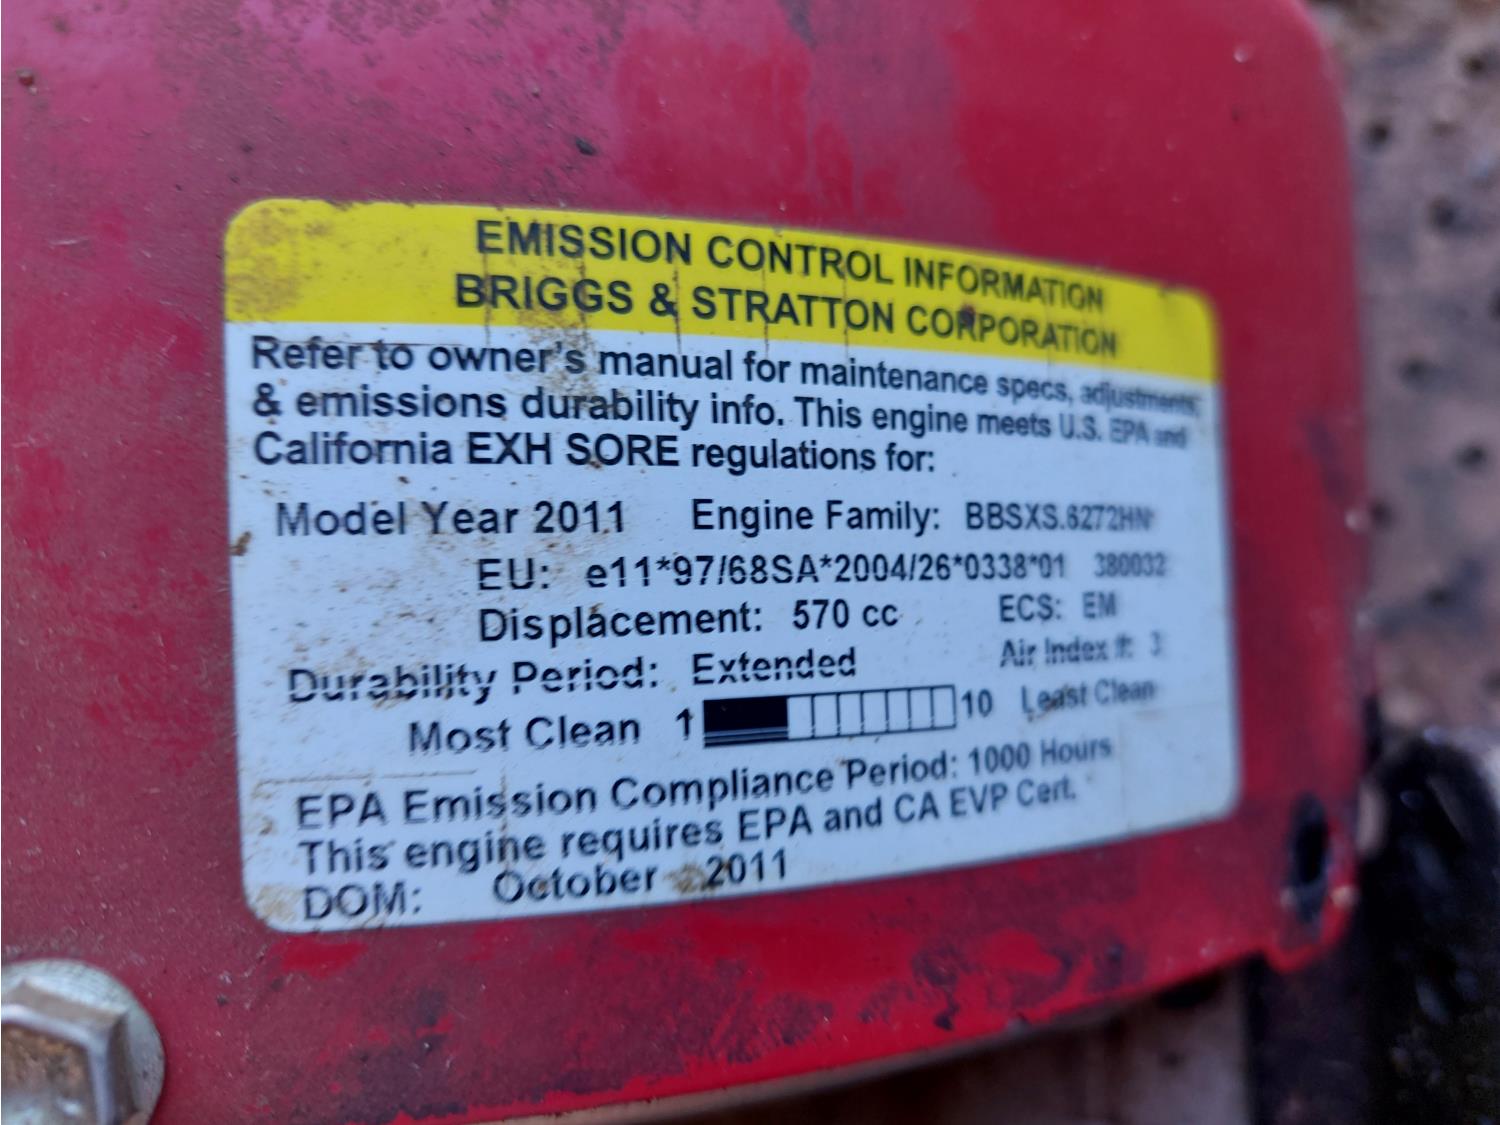 EMISSION CONTROL INFORMATION
BRIGGS & STRATTON CORPORATION
Refer to owner's manual for maintenance specs, adjustments,
& emissions durability info. This engine meets U.S. EPA and
California EXH SORE regulations for:
Model Year 2011 Engine Family: BBSXS.6272HN
EU: e11*97/68SA*2004/26*0338*01 380032
Displacement: 570 cc ECS: EM
Durability Period: Extended Air Index #: 3
Most Clean 1 10 Least Clean
EPA Emission Compliance Period: 1000 Hours
This engine requires EPA and CA EVP Cert.
DOM: October 2011